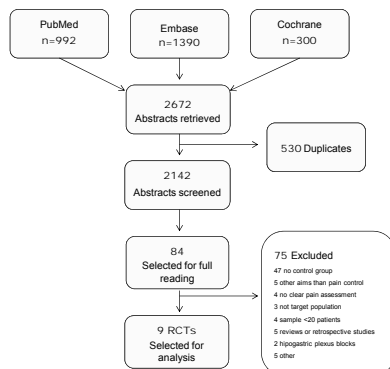 PubMed
n=992
Embase
n=1390
Cochrane
n=300
2672
Abstracts retrieved
530 Duplicates
2142
Abstracts screened
84
Selected for full
reading
75 Excluded
47 no control group
5 other aims than pain control
4 no clear pain assessment
3 not target population
4 sample <20 patients
5 reviews or retrospective studies
2 hipogastric plexus blocks
5 other
9 RCTs
Selected for
analysis